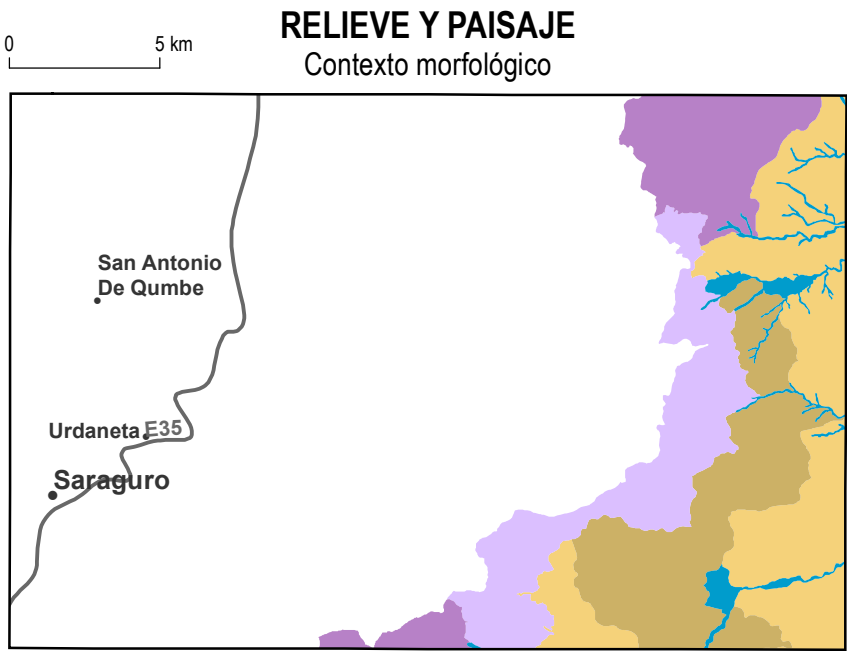 RELIEVE Y PAISAJE
0 5 km
Contexto morfológico
San Antonio
De Qumbe
Urdaneta E35
Saraguro